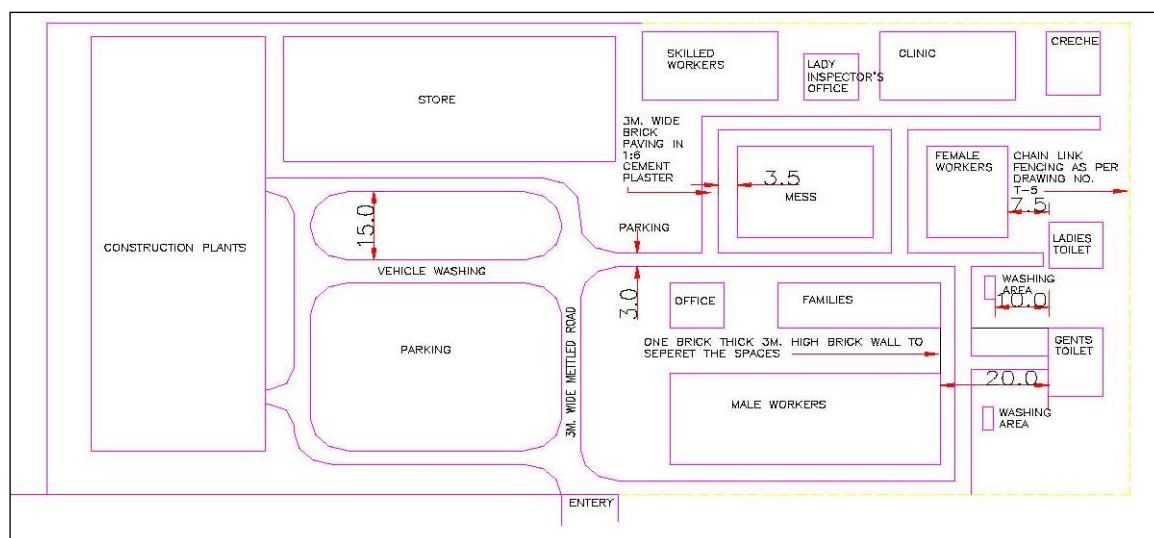 SKILLED
WORKERS
CLINIC
CRECHE
LADY
INSPECTOR'S
OFFICE
STORE
3M. WIDE
BRICK
PAVING IN
1:6
CEMENT
PLASTER
3.5
MESS
FEMALE
WORKERS
CHAIN LINK
FENCING AS PER
DRAWING NO.
T-5
7.5
15.0
CONSTRUCTION PLANTS
PARKING
LADIES
TOILET
VEHICLE WASHING
WASHING
AREA
10.0
3.0
OFFICE
FAMILIES
ONE BRICK THICK 3M. HIGH BRICK WALL TO
SEPERET THE SPACES
GENTS
TOILET
PARKING
3M. WIDE METTLED ROAD
20.0
MALE WORKERS
WASHING
AREA
ENTERY